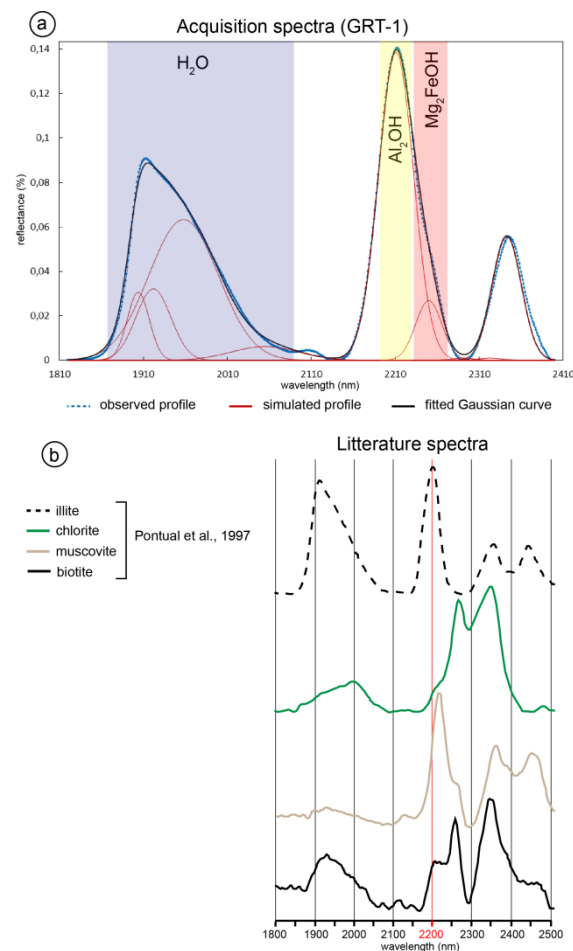 a
Acquisition spectra (GRT-1)
0,14
0,12
0,1
0,08
0,06
0,04
0,02
0
reflectance (%)
H2O
Al2OH
Mg2FeOH
1810 1910 2010 2110 2210 2310 2410
wavelength (nm)
observed profile simulated profile fitted Gaussian curve
b
Litterature spectra
illite
chlorite
muscovite
biotite
Pontual et al., 1997
1800 1900 2000 2100 2200 2300 2400 2500
wavelength (nm)